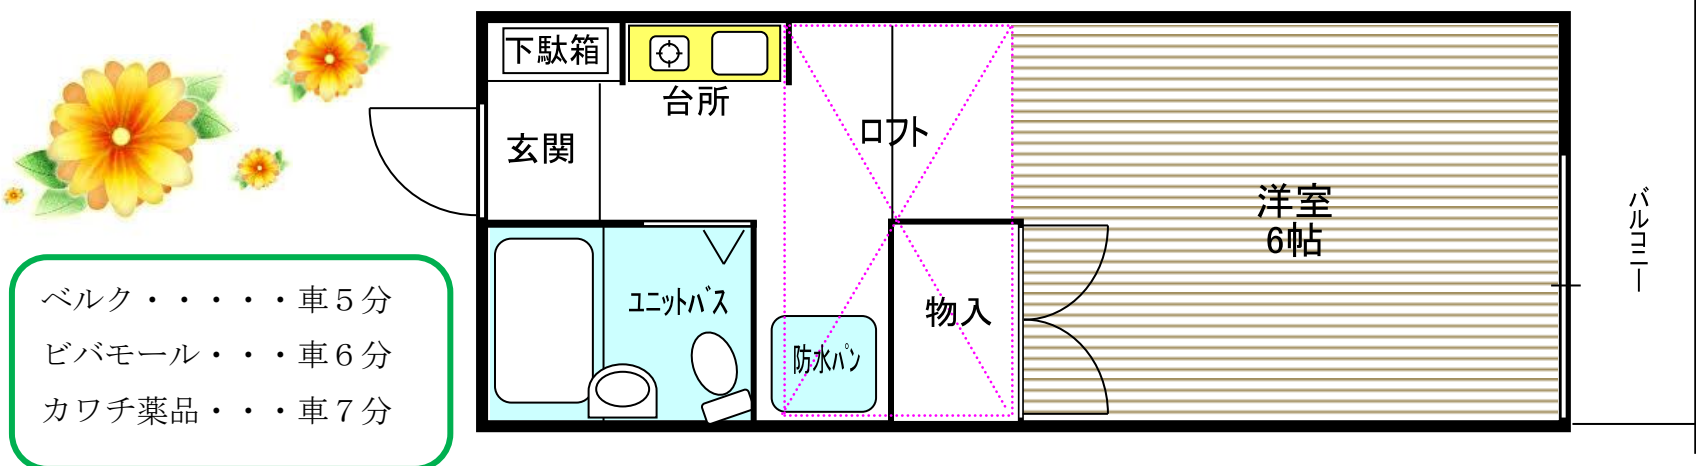 下駄箱
台所
玄関
ロフト
洋室
6帖
バルコニー
ユニットバス
物入
防水パン
ベルク・・・・・車５分
ビバモール・・・車６分
カワチ薬品・・・車７分